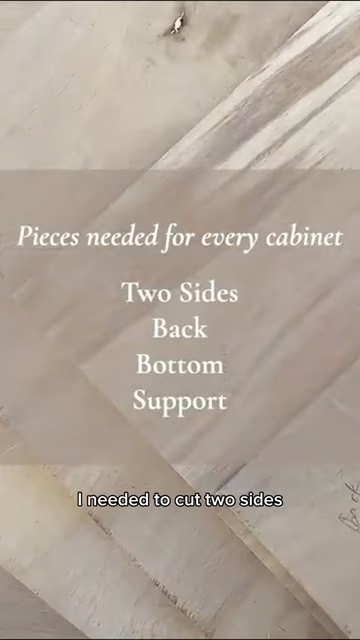 Pieces needed for every cabinet
Two Sides
Back
Bottom
Support
I needed to cut two sides